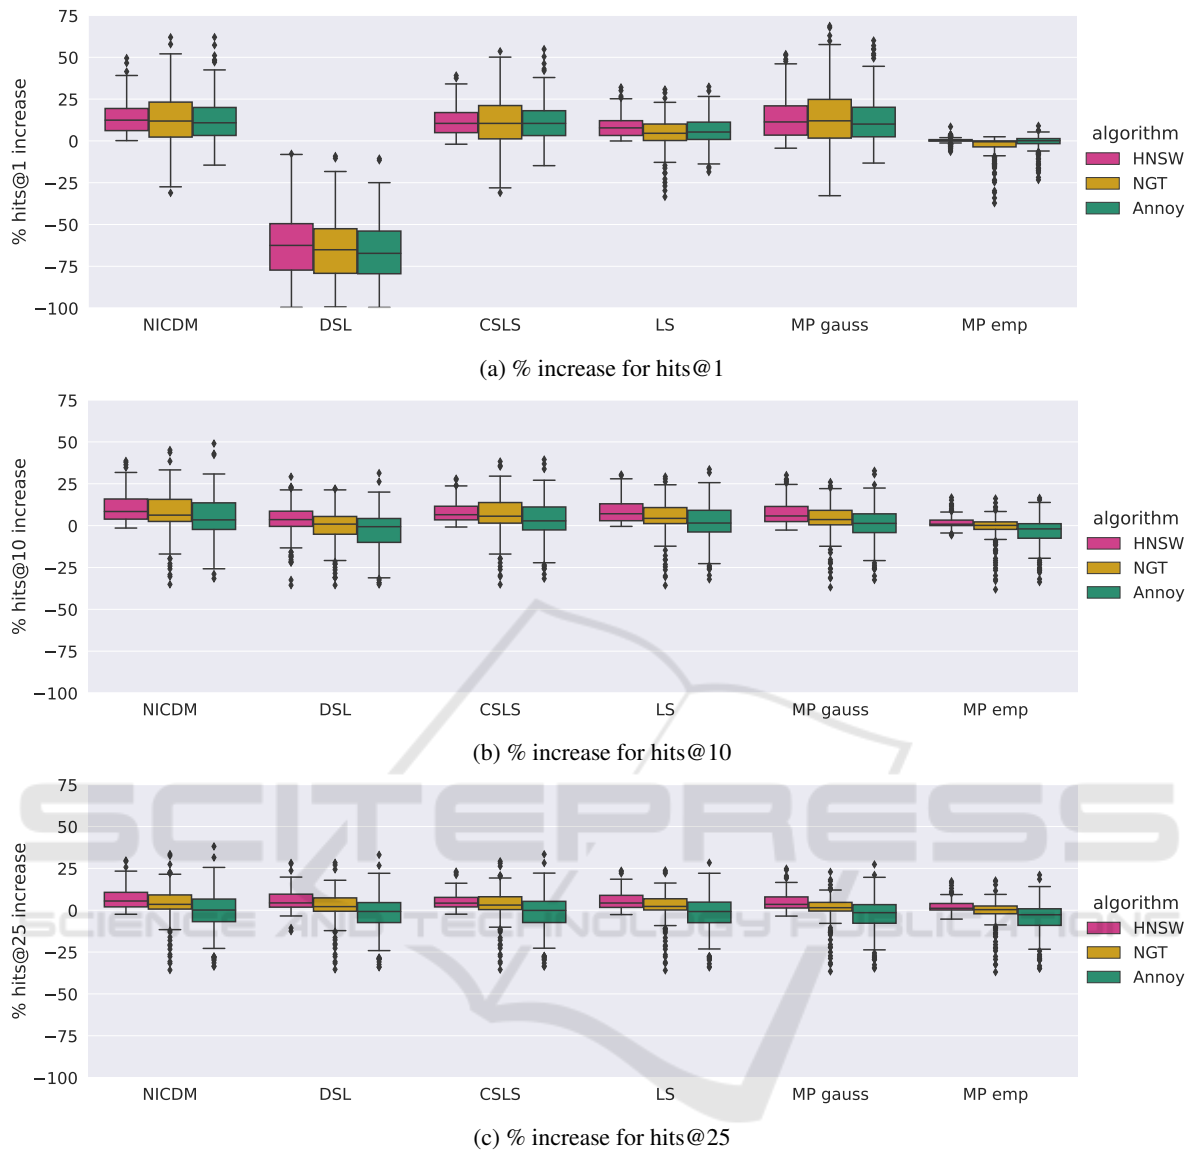 75
50
25
0
−25
−50
−75
−100
% hits@1 increase
NICDM DSL CSLS LS MP gauss MP emp
algorithm
HNSW
NGT
Annoy
(a) % increase for hits@1
75
50
25
0
−25
−50
−75
−100
% hits@10 increase
NICDM DSL CSLS LS MP gauss MP emp
algorithm
HNSW
NGT
Annoy
(b) % increase for hits@10
75
50
25
0
−25
−50
−75
−100
% hits@25 increase
NICDM DSL CSLS LS MP gauss MP emp
algorithm
HNSW
NGT
Annoy
SCITEPRESS
SCIENCE AND TECHNOLOGY PUBLICATIONS
(c) % increase for hits@25